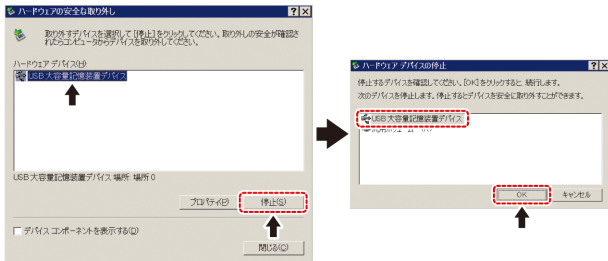 ハードウェアの安全な取り外し
取り外すデバイスを選択して[停止]をクリックしてください。取り外しの安全が確認さ
れたらコンピュータからデバイスを取り外してください。
ハードウェア デバイス(H):
USB 大容量記憶装置デバイス
USB 大容量記憶装置デバイス 場所: 場所 0
プロパティ(P)
停止(S)
デバイス コンポーネントを表示する(D)
閉じる(C)
ハードウェア デバイスの停止
停止するデバイスを確認してください。[OK]をクリックすると、続行します。
次のデバイスを停止します。停止するとデバイスを安全に取り外すことができます。
USB 大容量記憶装置デバイス
OK
キャンセル